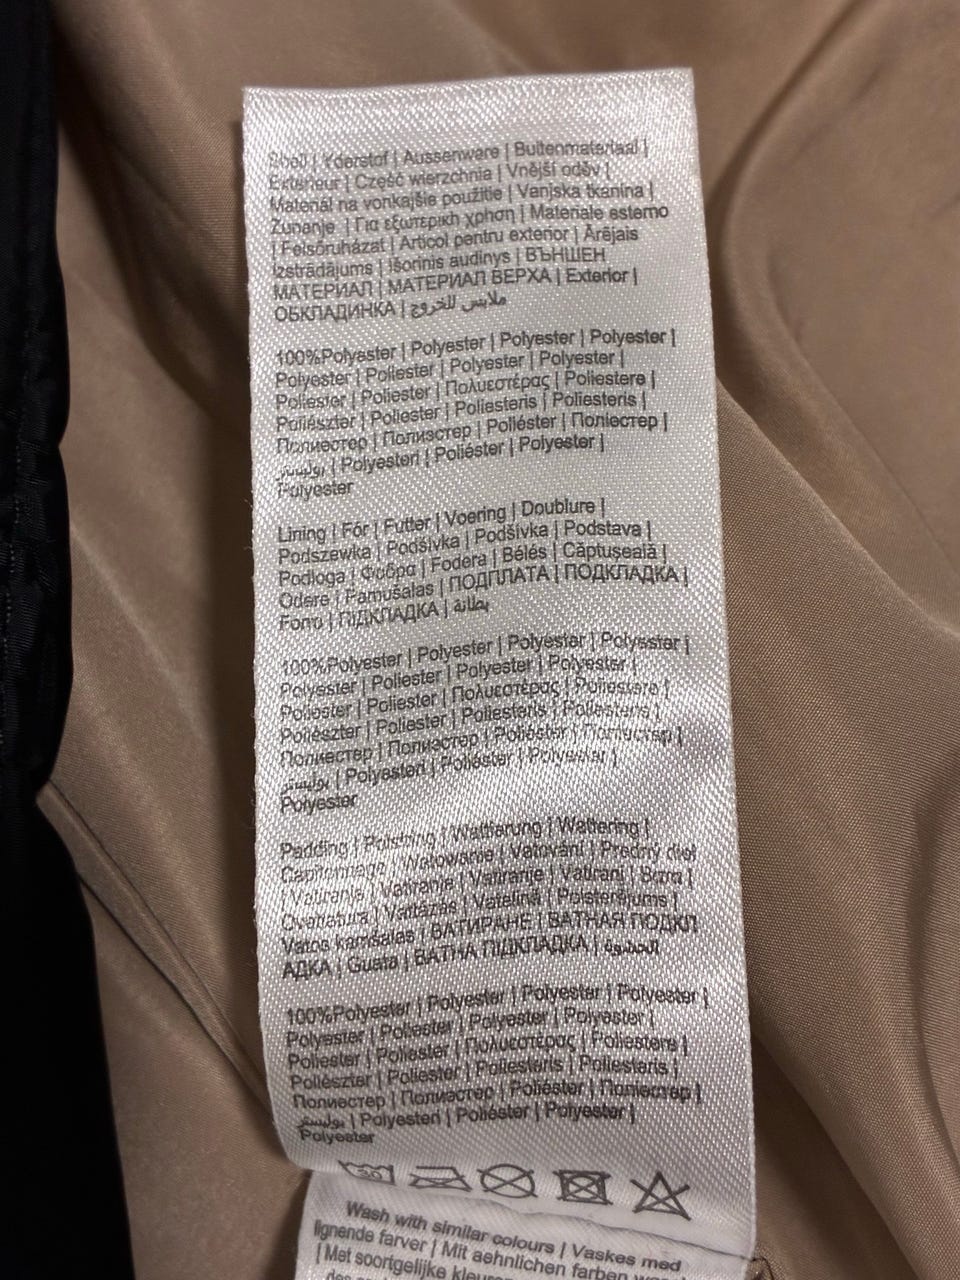 Shell | Yderstof | Aussenware | Buitenmateriaal |
Exterieur | Część wierzchnia | Vnější oděv |
Materiál na vonkajšie použitie | Vanjska tkanina |
Zunanje | Για εξωτερική χρήση | Materiale esterno
| Felsőruházat | Articol pentru exterior | Ārējais
izstrādājums | Išorinis audinys | ВЪНШЕН
МАТЕРИАЛ | МАТЕРИАЛ ВЕРХА | Exterior |
ОБКЛАДИНКА | ملابس للخروج
100%Polyester | Polyester | Polyester | Polyester |
Polyester | Poliester | Polyester | Polyester |
Poliester | Poliester | Πολυεστέρας | Poliestere |
Poliészter | Poliester | Poliesteris | Poliesteris |
Полиестер | Полиэстер | Poliéster | Поліестер |
بوليستر | Polyesteri | Poliéster | Polyester |
Polyester
Lining | Fór | Futter | Voering | Doublure |
Podszewka | Podšívka | Podšívka | Podstava |
Podloga | Φόδρα | Fodera | Bélés | Căptușeală |
Odere | Pamušalas | ПОДПЛАТА | ПОДКЛАДКА |
Forro | ПІДКЛАДКА | بطانة
100%Polyester | Polyester | Polyester | Polyester |
Polyester | Poliester | Polyester | Polyester |
Poliester | Poliester | Πολυεστέρας | Poliestere |
Poliészter | Poliester | Poliesteris | Poliesteris |
Полиестер | Полиэстер | Poliéster | Поліестер |
بوليستر | Polyesteri | Poliéster | Polyester |
Polyester
Padding | Polstring | Wattierung | Wattering |
Capitonnage | Watowanie | Vatování | Predný diel
| Vatiranje | Vatiranje | Vatiranje | Vatirani | Βάτα |
Ovattatura | Vattázás | Vatelină | Polsterējums |
Vatos kamšalas | ВАТИРАНЕ | ВАТНАЯ ПОДКЛ
АДКА | Guata | ВАТНА ПІДКЛАДКА | الحشوة
100%Polyester | Polyester | Polyester | Polyester |
Polyester | Poliester | Polyester | Polyester |
Poliester | Poliester | Πολυεστέρας | Poliestere |
Poliészter | Poliester | Poliesteris | Poliesteris |
Полиестер | Полиэстер | Poliéster | Поліестер |
بوليستر | Polyesteri | Poliéster | Polyester |
Polyester
30
Wash with similar colours | Vaskes med
lignende farver | Mit aehnlichen farben
| Met soortgelijke